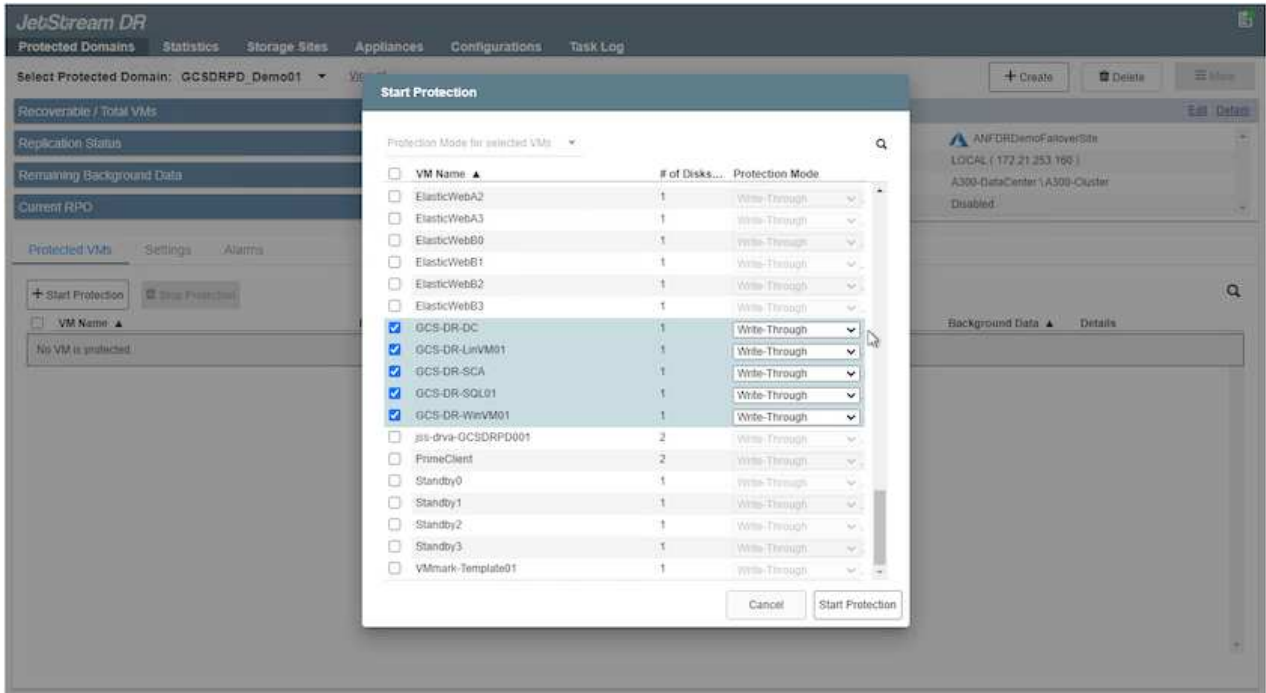 JetStream DR
Protected Domains Statistics Storage Sites Appliances Configurations Task Log
Select Protected Domain: GCSDRPD_Demo01
+ Create Delete More
Recoverable / Total VMs
Edit Details
Replication Status
ANFDRDemoFailoverSite
LOCAL ( 172.21.253.160 )
Remaining Background Data
A300-DataCenter \ A300-Cluster
Current RPO
Disabled
Protected VMs Settings Alarms
+ Start Protection Stop Protection
VM Name ▲
Background Data ▲ Details
No VM is protected
Start Protection
Protection Mode for selected VMs
VM Name ▲ # of Disks... Protection Mode
ElasticWebA2 1 Write-Through
ElasticWebA3 1 Write-Through
ElasticWebB0 1 Write-Through
ElasticWebB1 1 Write-Through
ElasticWebB2 1 Write-Through
ElasticWebB3 1 Write-Through
GCS-DR-DC 1 Write-Through
GCS-DR-LinVM01 1 Write-Through
GCS-DR-SCA 1 Write-Through
GCS-DR-SQL01 1 Write-Through
GCS-DR-WinVM01 1 Write-Through
jss-drva-GCSDRPD001 2 Write-Through
PrimeClient 2 Write-Through
Standby0 1 Write-Through
Standby1 1 Write-Through
Standby2 1 Write-Through
Standby3 1 Write-Through
VMmark-Template01 1 Write-Through
Cancel Start Protection